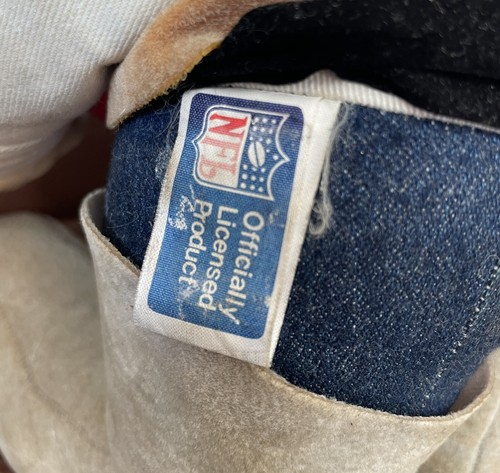 NFL
Officially
Licensed
Product